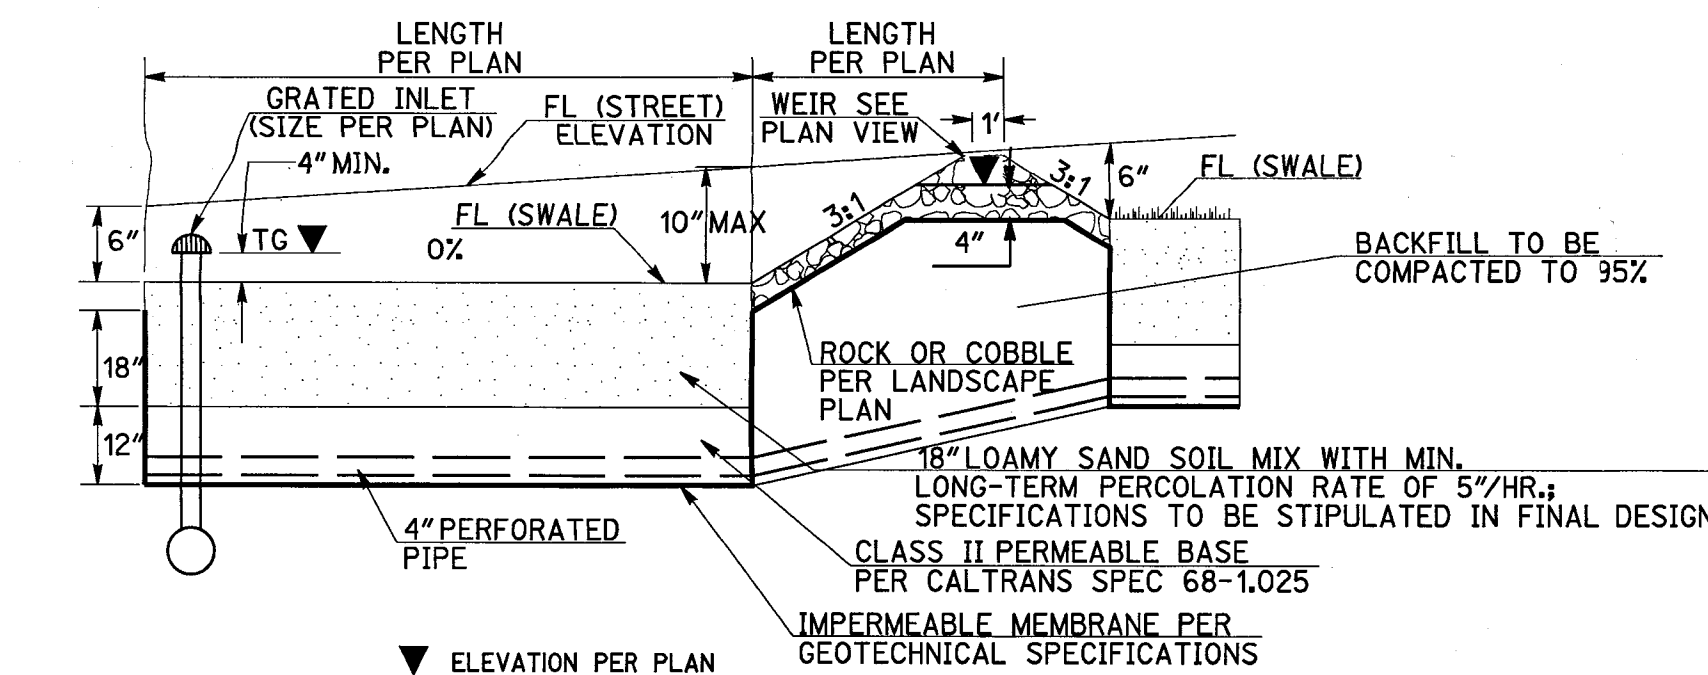 LENGTH
PER PLAN
LENGTH
PER PLAN
GRATED INLET
(SIZE PER PLAN)
FL (STREET)
ELEVATION
WEIR SEE
PLAN VIEW
1'
4" MIN.
3:1
6"
FL (SWALE)
FL (SWALE)
10" MAX
3:1
6"
TG
0%
4"
BACKFILL TO BE
COMPACTED TO 95%
18"
ROCK OR COBBLE
PER LANDSCAPE
PLAN
12"
18" LOAMY SAND SOIL MIX WITH MIN.
LONG-TERM PERCOLATION RATE OF 5"/HR.;
SPECIFICATIONS TO BE STIPULATED IN FINAL DESIGN
4" PERFORATED
PIPE
CLASS II PERMEABLE BASE
PER CALTRANS SPEC 68-1.025
IMPERMEABLE MEMBRANE PER
GEOTECHNICAL SPECIFICATIONS
ELEVATION PER PLAN